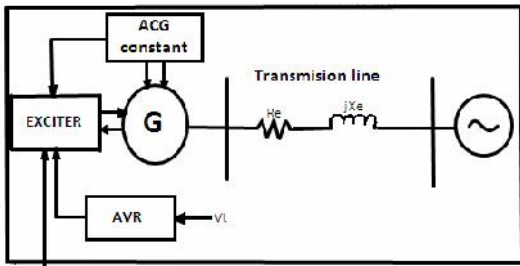 ACG
constant
Transmision line
Re
jXe
EXCITER
G
AVR
Vt